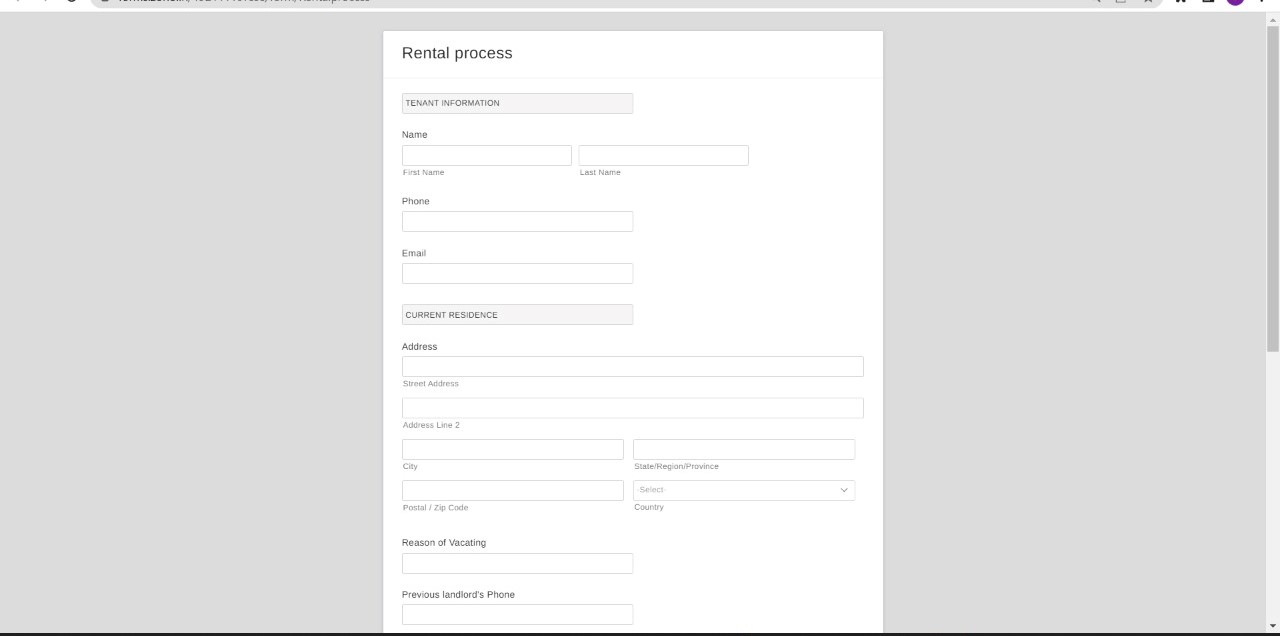 Rental process
TENANT INFORMATION
Name
First Name
Last Name
Phone
Email
CURRENT RESIDENCE
Address
Street Address
Address Line 2
City
State/Region/Province
Postal / Zip Code
-Select-
Country
Reason of Vacating
Previous landlord's Phone